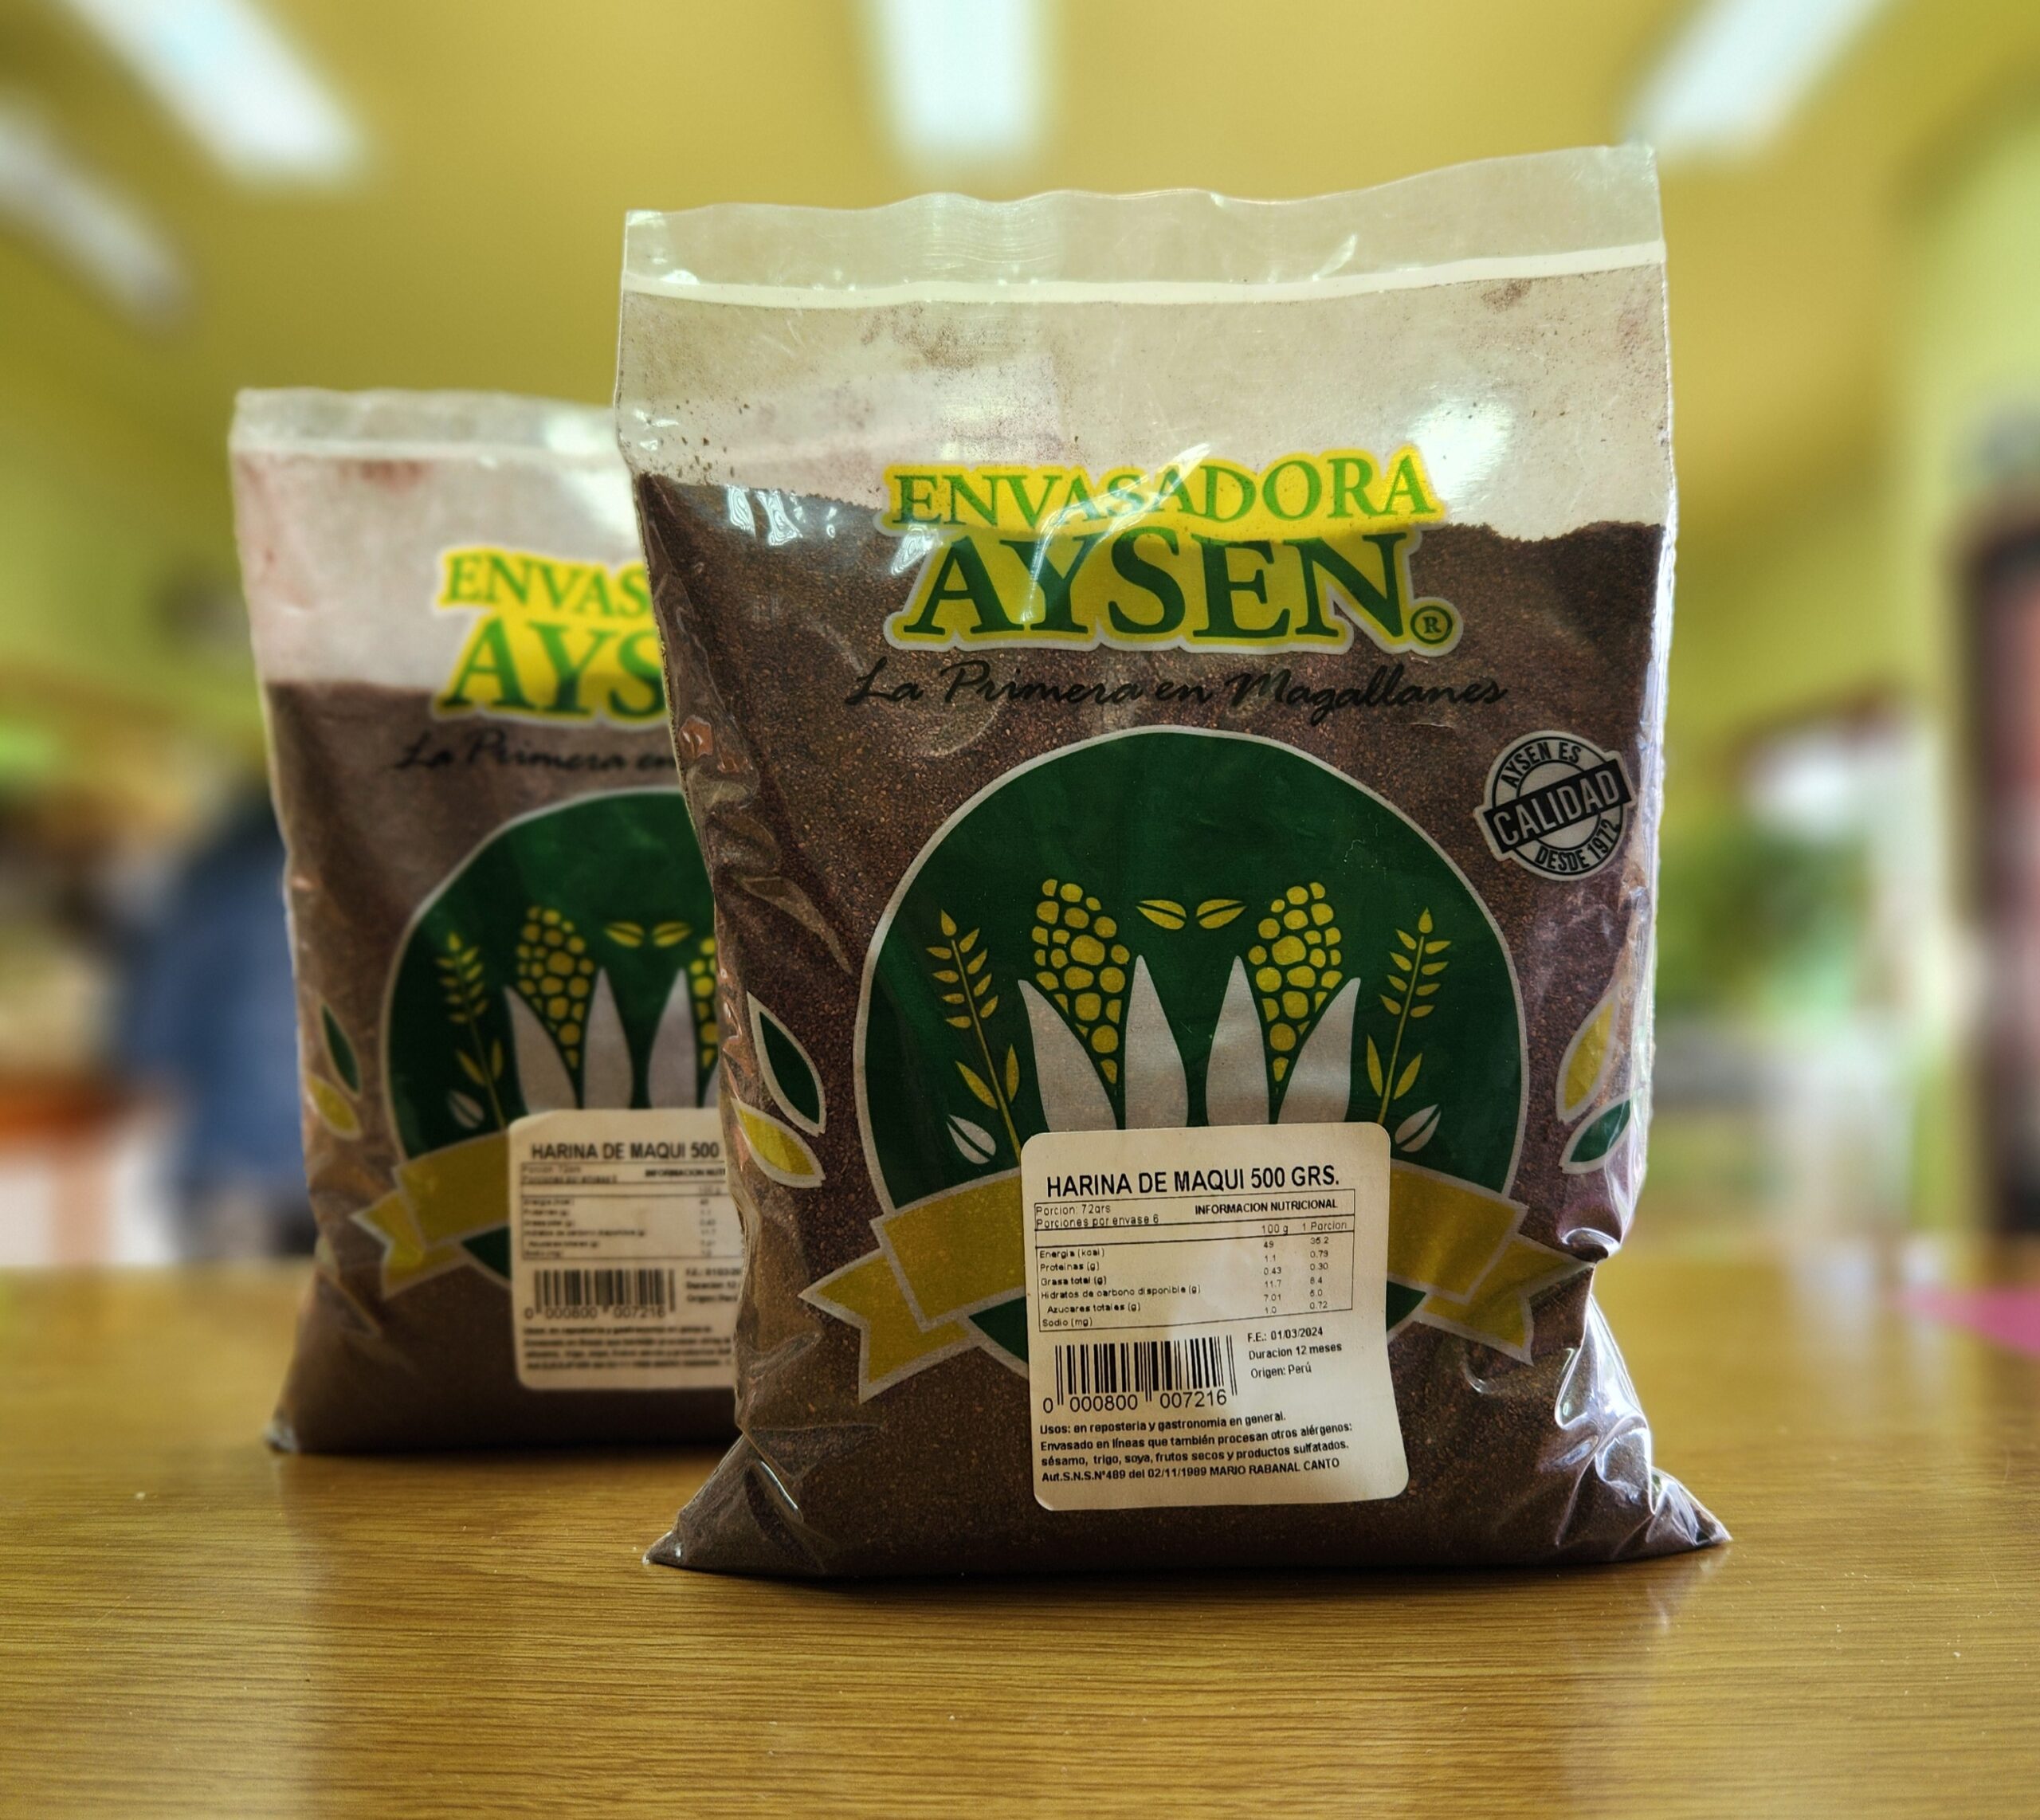 ENVASADORA
AYSEN®
La Primera en Magallanes
AYSEN ES
CALIDAD
DESDE 1972
HARINA DE MAQUI 500 GRS.
Porcion: 72grs
Porciones por envase 6
INFORMACION NUTRICIONAL
100 g 1 Porcion
Energia (kcal) 49 35.2
Proteinas (g) 1.1 0.79
Grasa total (g) 0.43 0.30
Hidratos de carbono disponible (g) 11.7 8.4
Azucares totales (g) 7.01 5.0
Sodio (mg) 1.0 0.72
F.E.: 01/03/2024
Duracion 12 meses
Origen: Perú
0 000800 007216
Usos: en reposteria y gastronomia en general.
Envasado en líneas que también procesan otros alérgenos:
sésamo, trigo, soya, frutos secos y productos sulfatados.
Aut.S.N.S.Nº489 del 02/11/1989 MARIO RABANAL CANTO
ENVAS
AYS
La Primera en
HARINA DE MAQUI 500
0 000800 007216